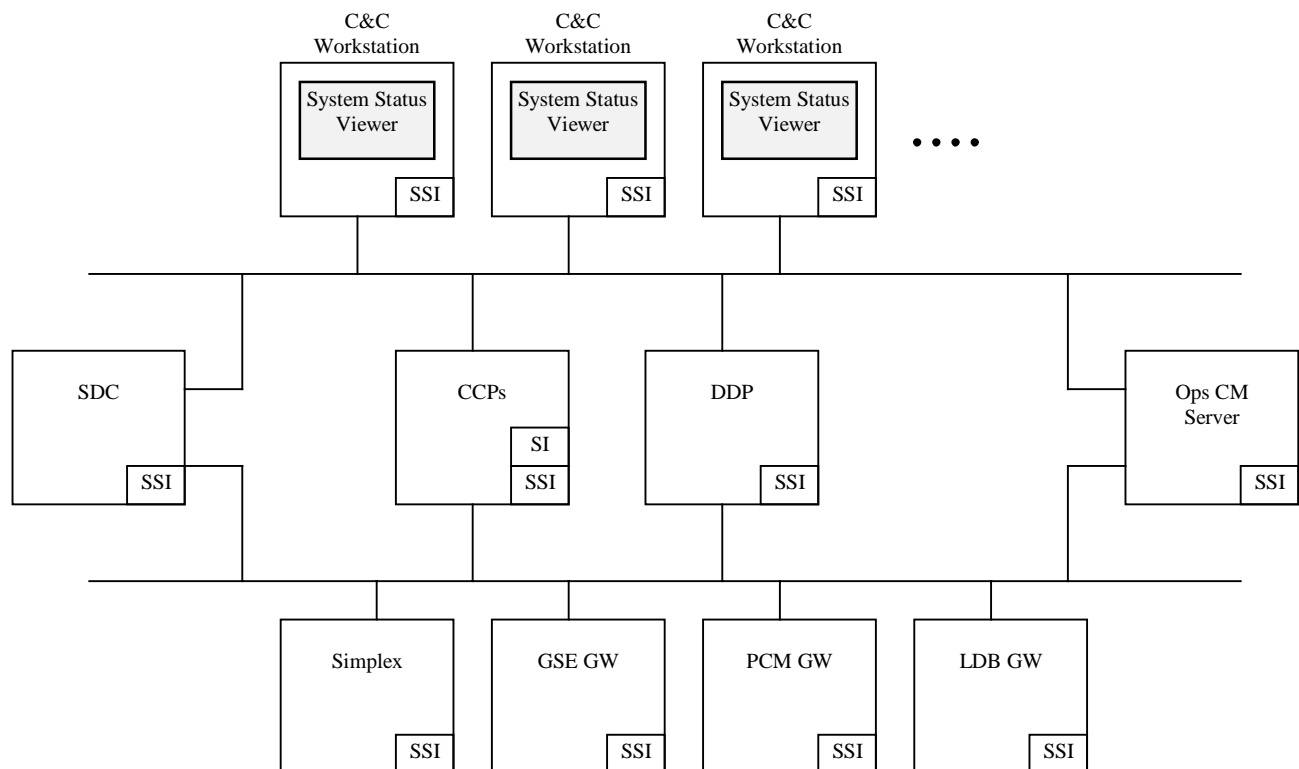 C&C
Workstation
C&C
Workstation
C&C
Workstation
System Status
Viewer
System Status
Viewer
System Status
Viewer
SSI
SSI
SSI
SDC
SSI
CCPs
SI
SSI
DDP
SSI
Ops CM
Server
SSI
Simplex
SSI
GSE GW
SSI
PCM GW
SSI
LDB GW
SSI